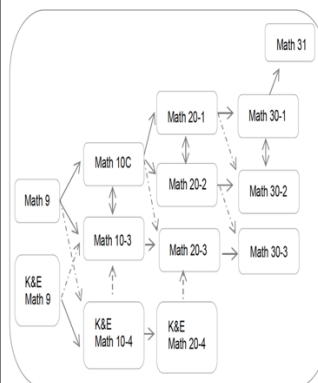 Math 31
Math 20-1
Math 30-1
Math 10C
Math 20-2
Math 30-2
Math 9
Math 10-3
Math 20-3
Math 30-3
K&E
Math 9
K&E
Math 10-4
K&E
Math 20-4